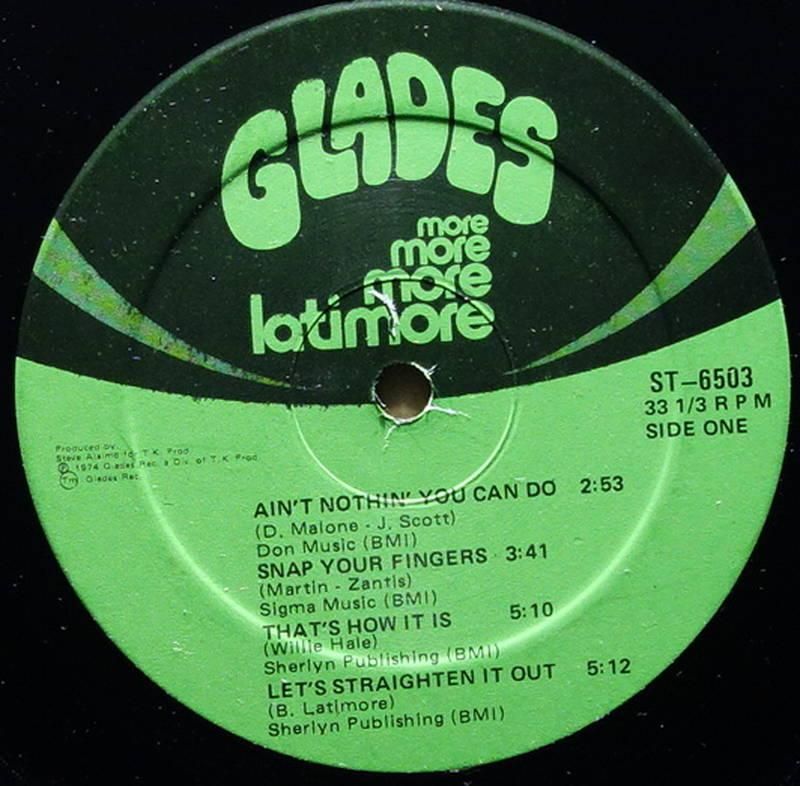 GLADES
more
more
more
latimore
ST-6503
33 1/3 R P M
SIDE ONE
Produced by:
Steve Alaimo for T.K. Prod.
Ⓟ 1974 Glades Rec. a Div. of T.K. Prod.
Tm. Glades Rec.
AIN'T NOTHIN' YOU CAN DO 2:53
(D. Malone - J. Scott)
Don Music (BMI)
SNAP YOUR FINGERS 3:41
(Martin - Zantis)
Sigma Music (BMI)
THAT'S HOW IT IS 5:10
(Willie Hale)
Sherlyn Publishing (BMI)
LET'S STRAIGHTEN IT OUT 5:12
(B. Latimore)
Sherlyn Publishing (BMI)